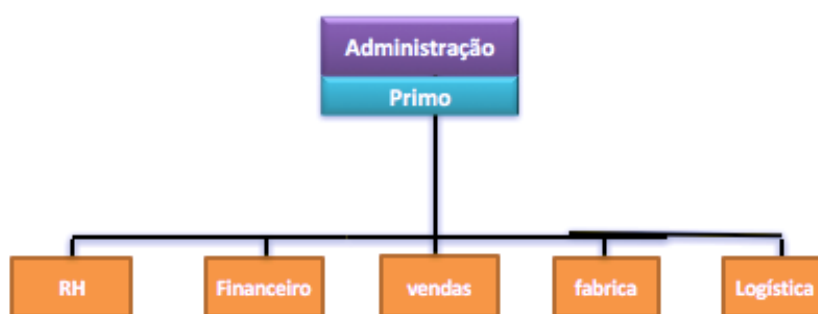 Administração
Primo
RH
Financeiro
vendas
fabrica
Logística